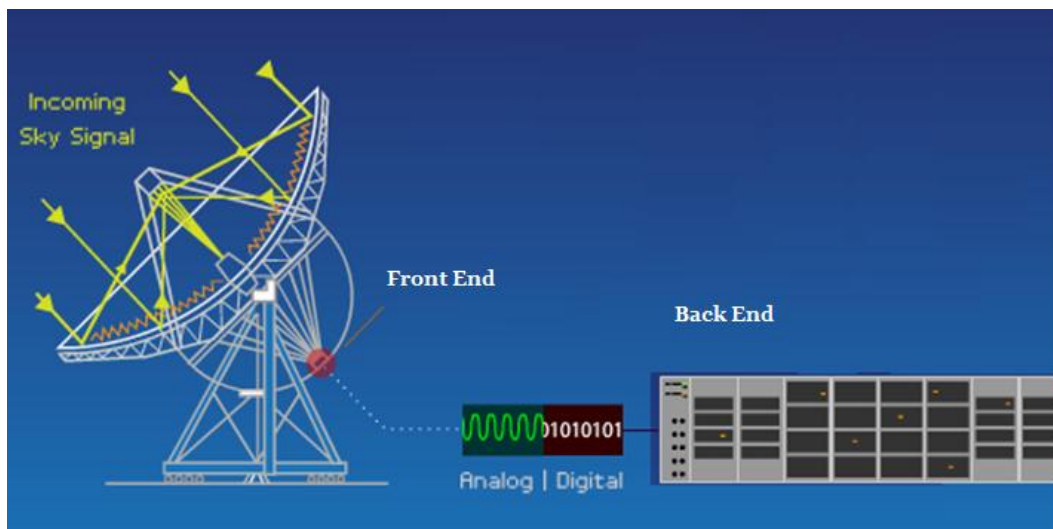 Incoming
Sky Signal
Front End
Back End
01010101
Analog | Digital